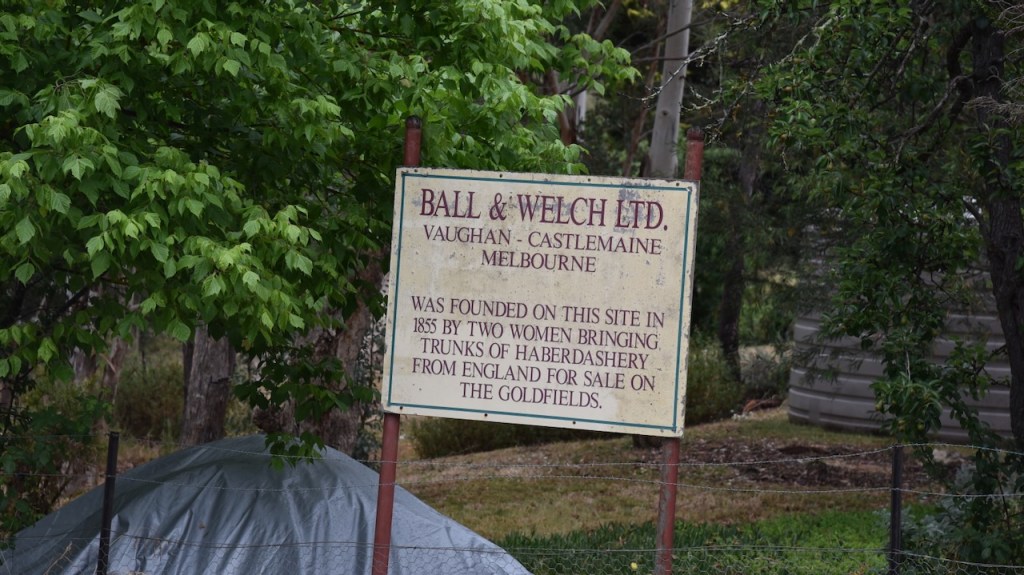 BALL & WELCH LTD.
VAUGHAN - CASTLEMAINE
MELBOURNE
WAS FOUNDED ON THIS SITE IN
1855 BY TWO WOMEN BRINGING
TRUNKS OF HABERDASHERY
FROM ENGLAND FOR SALE ON
THE GOLDFIELDS.